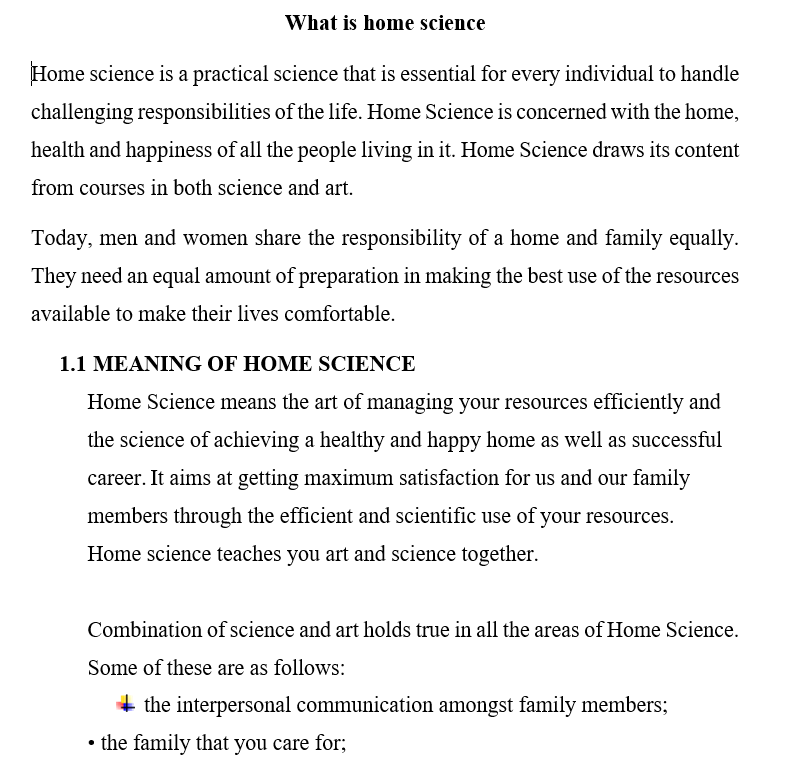 What is home science
Home science is a practical science that is essential for every individual to handle
challenging responsibilities of the life. Home Science is concerned with the home,
health and happiness of all the people living in it. Home Science draws its content
from courses in both science and art.
Today, men and women share the responsibility of a home and family equally.
They need an equal amount of preparation in making the best use of the resources
available to make their lives comfortable.
1.1 MEANING OF HOME SCIENCE
Home Science means the art of managing your resources efficiently and
the science of achieving a healthy and happy home as well as successful
career. It aims at getting maximum satisfaction for us and our family
members through the efficient and scientific use of your resources.
Home science teaches you art and science together.
Combination of science and art holds true in all the areas of Home Science.
Some of these are as follows:
the interpersonal communication amongst family members;
• the family that you care for;